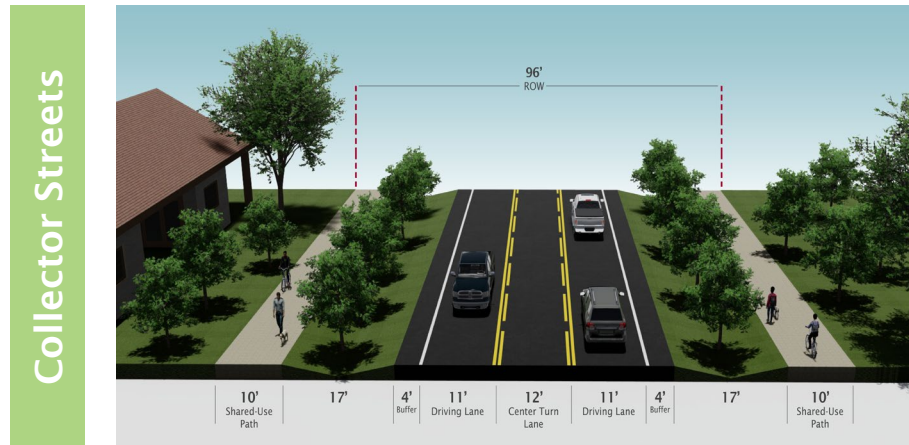 Collector Streets
96’
ROW
10’
Shared-Use
Path
17’
4’
Buffer
11’
Driving Lane
12’
Center Turn
Lane
11’
Driving Lane
4’
Buffer
17’
10’
Shared-Use
Path